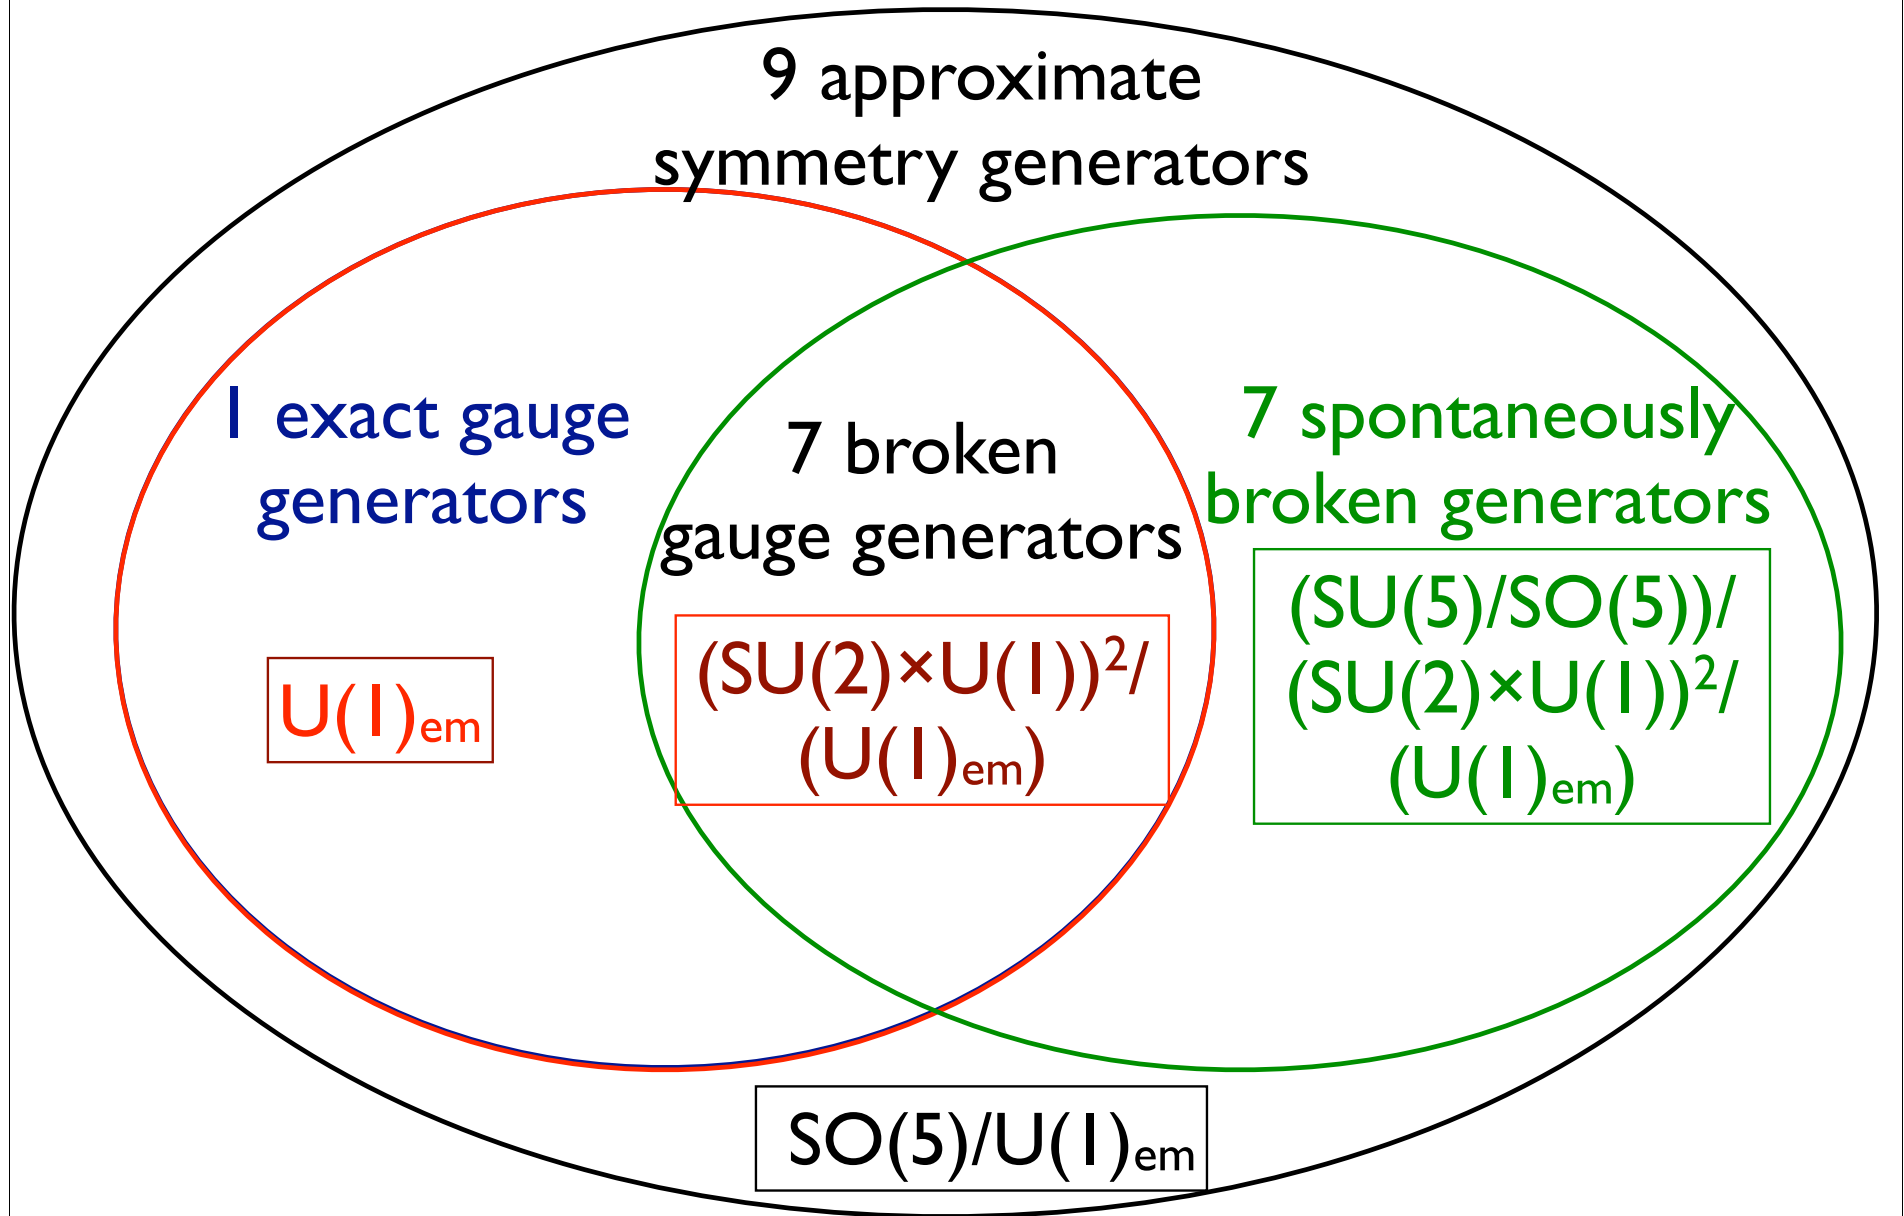 9 approximate
symmetry generators
1 exact gauge
generators
U(1)em
7 broken
gauge generators
(SU(2)×U(1))²/
(U(1)em)
7 spontaneously
broken generators
(SU(5)/SO(5))/
(SU(2)×U(1))²/
(U(1)em)
SO(5)/U(1)em